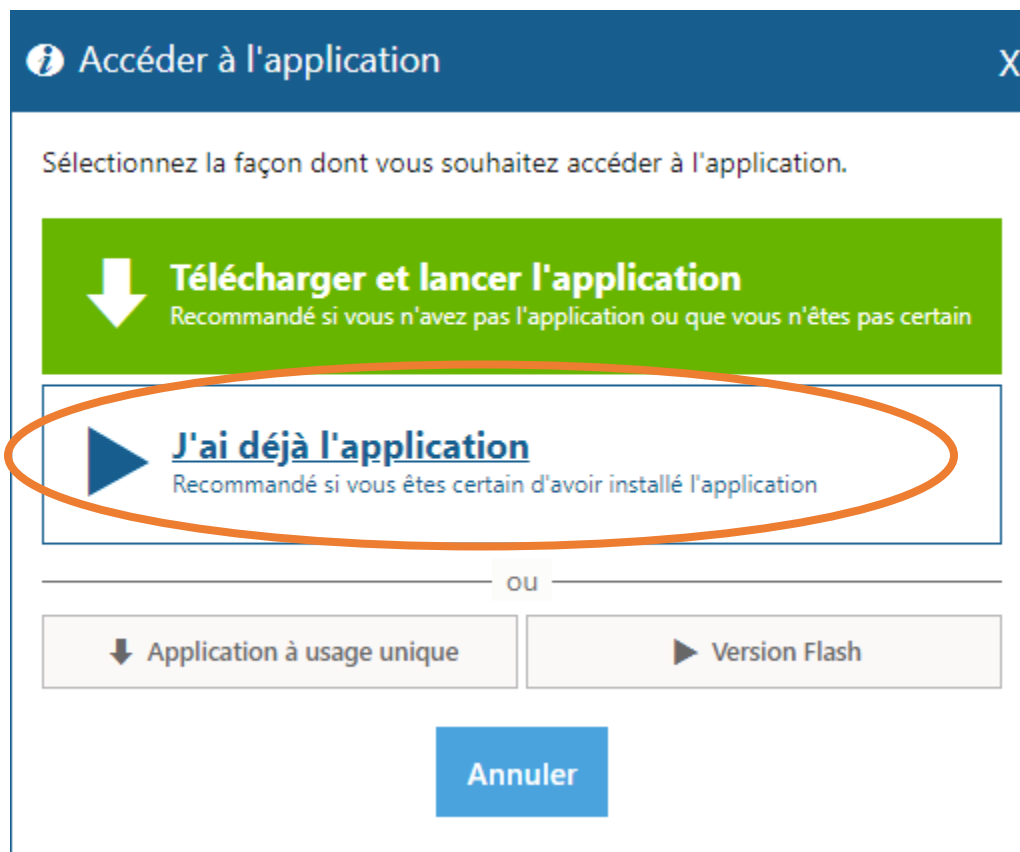 Accéder à l'application
X
Sélectionnez la façon dont vous souhaitez accéder à l'application.
Télécharger et lancer l'application
Recommandé si vous n'avez pas l'application ou que vous n'êtes pas certain
J'ai déjà l'application
Recommandé si vous êtes certain d'avoir installé l'application
ou
Application à usage unique
Version Flash
Annuler